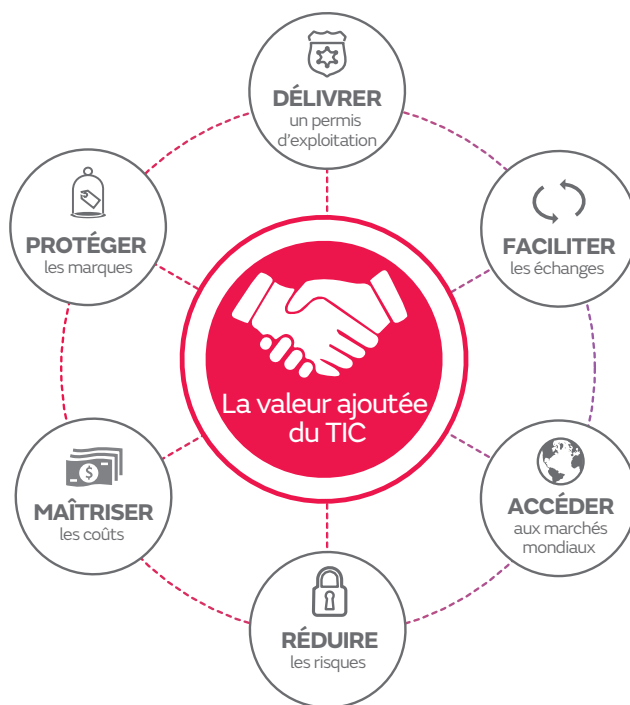 DÉLIVRER
un permis
d'exploitation
PROTÉGER
les marques
FACILITER
les échanges
La valeur ajoutée
du TIC
MAÎTRISER
les coûts
ACCÉDER
aux marchés
mondiaux
RÉDUIRE
les risques